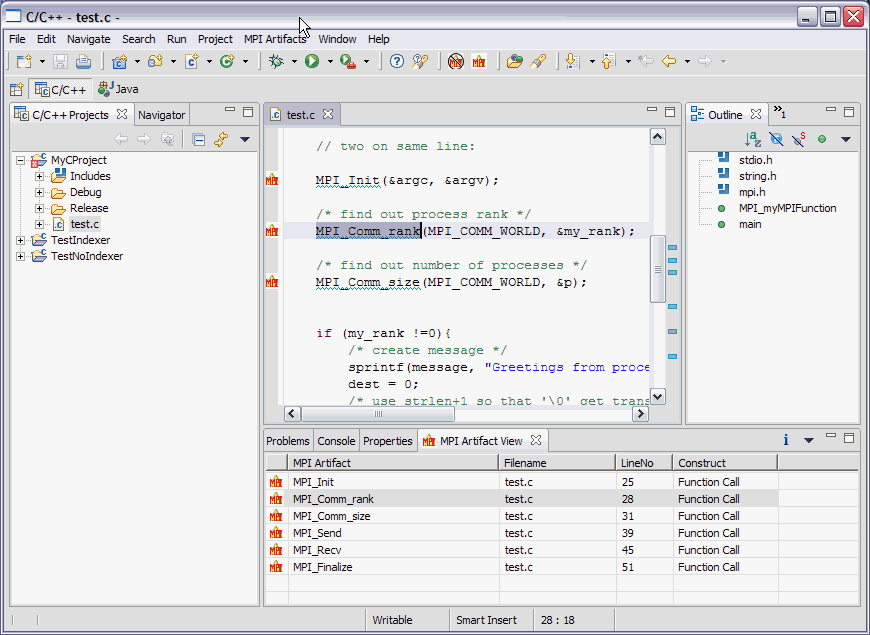 C/C++ - test.c -
File Edit Navigate Search Run Project MPI Artifacts Window Help
C/C++ Java
C/C++ Projects Navigator
MyCProject
Includes
Debug
Release
test.c
TestIndexer
TestNoIndexer
test.c
// two on same line:
MPI_Init(&argc, &argv);
/* find out process rank */
MPI_Comm_rank(MPI_COMM_WORLD, &my_rank);
/* find out number of processes */
MPI_Comm_size(MPI_COMM_WORLD, &p);
if (my_rank !=0){
/* create message */
sprintf(message, "Greetings from proce
dest = 0;
/* use strlen+1 so that '\0' get trans
Outline 1
stdio.h
string.h
mpi.h
MPI_myMPIFunction
main
Problems Console Properties MPI Artifact View
MPI Artifact Filename LineNo Construct
MPI_Init test.c 25 Function Call
MPI_Comm_rank test.c 28 Function Call
MPI_Comm_size test.c 31 Function Call
MPI_Send test.c 39 Function Call
MPI_Recv test.c 45 Function Call
MPI_Finalize test.c 51 Function Call
Writable Smart Insert 28 : 18